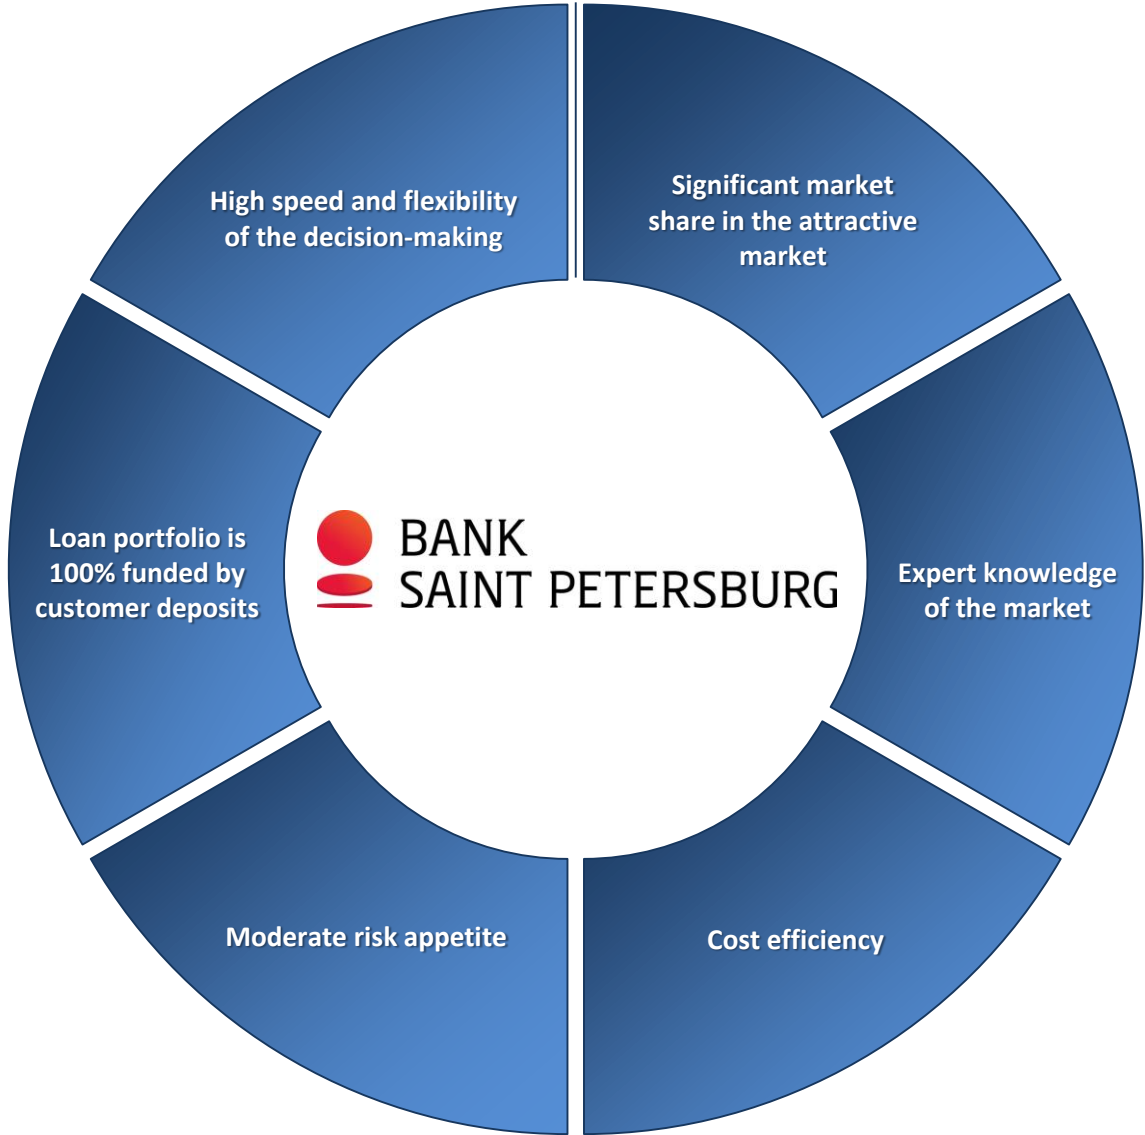 High speed and flexibility
of the decision-making
Significant market
share in the attractive
market
Loan portfolio is
100% funded by
customer deposits
BANK
SAINT PETERSBURG
Expert knowledge
of the market
Moderate risk appetite
Cost efficiency